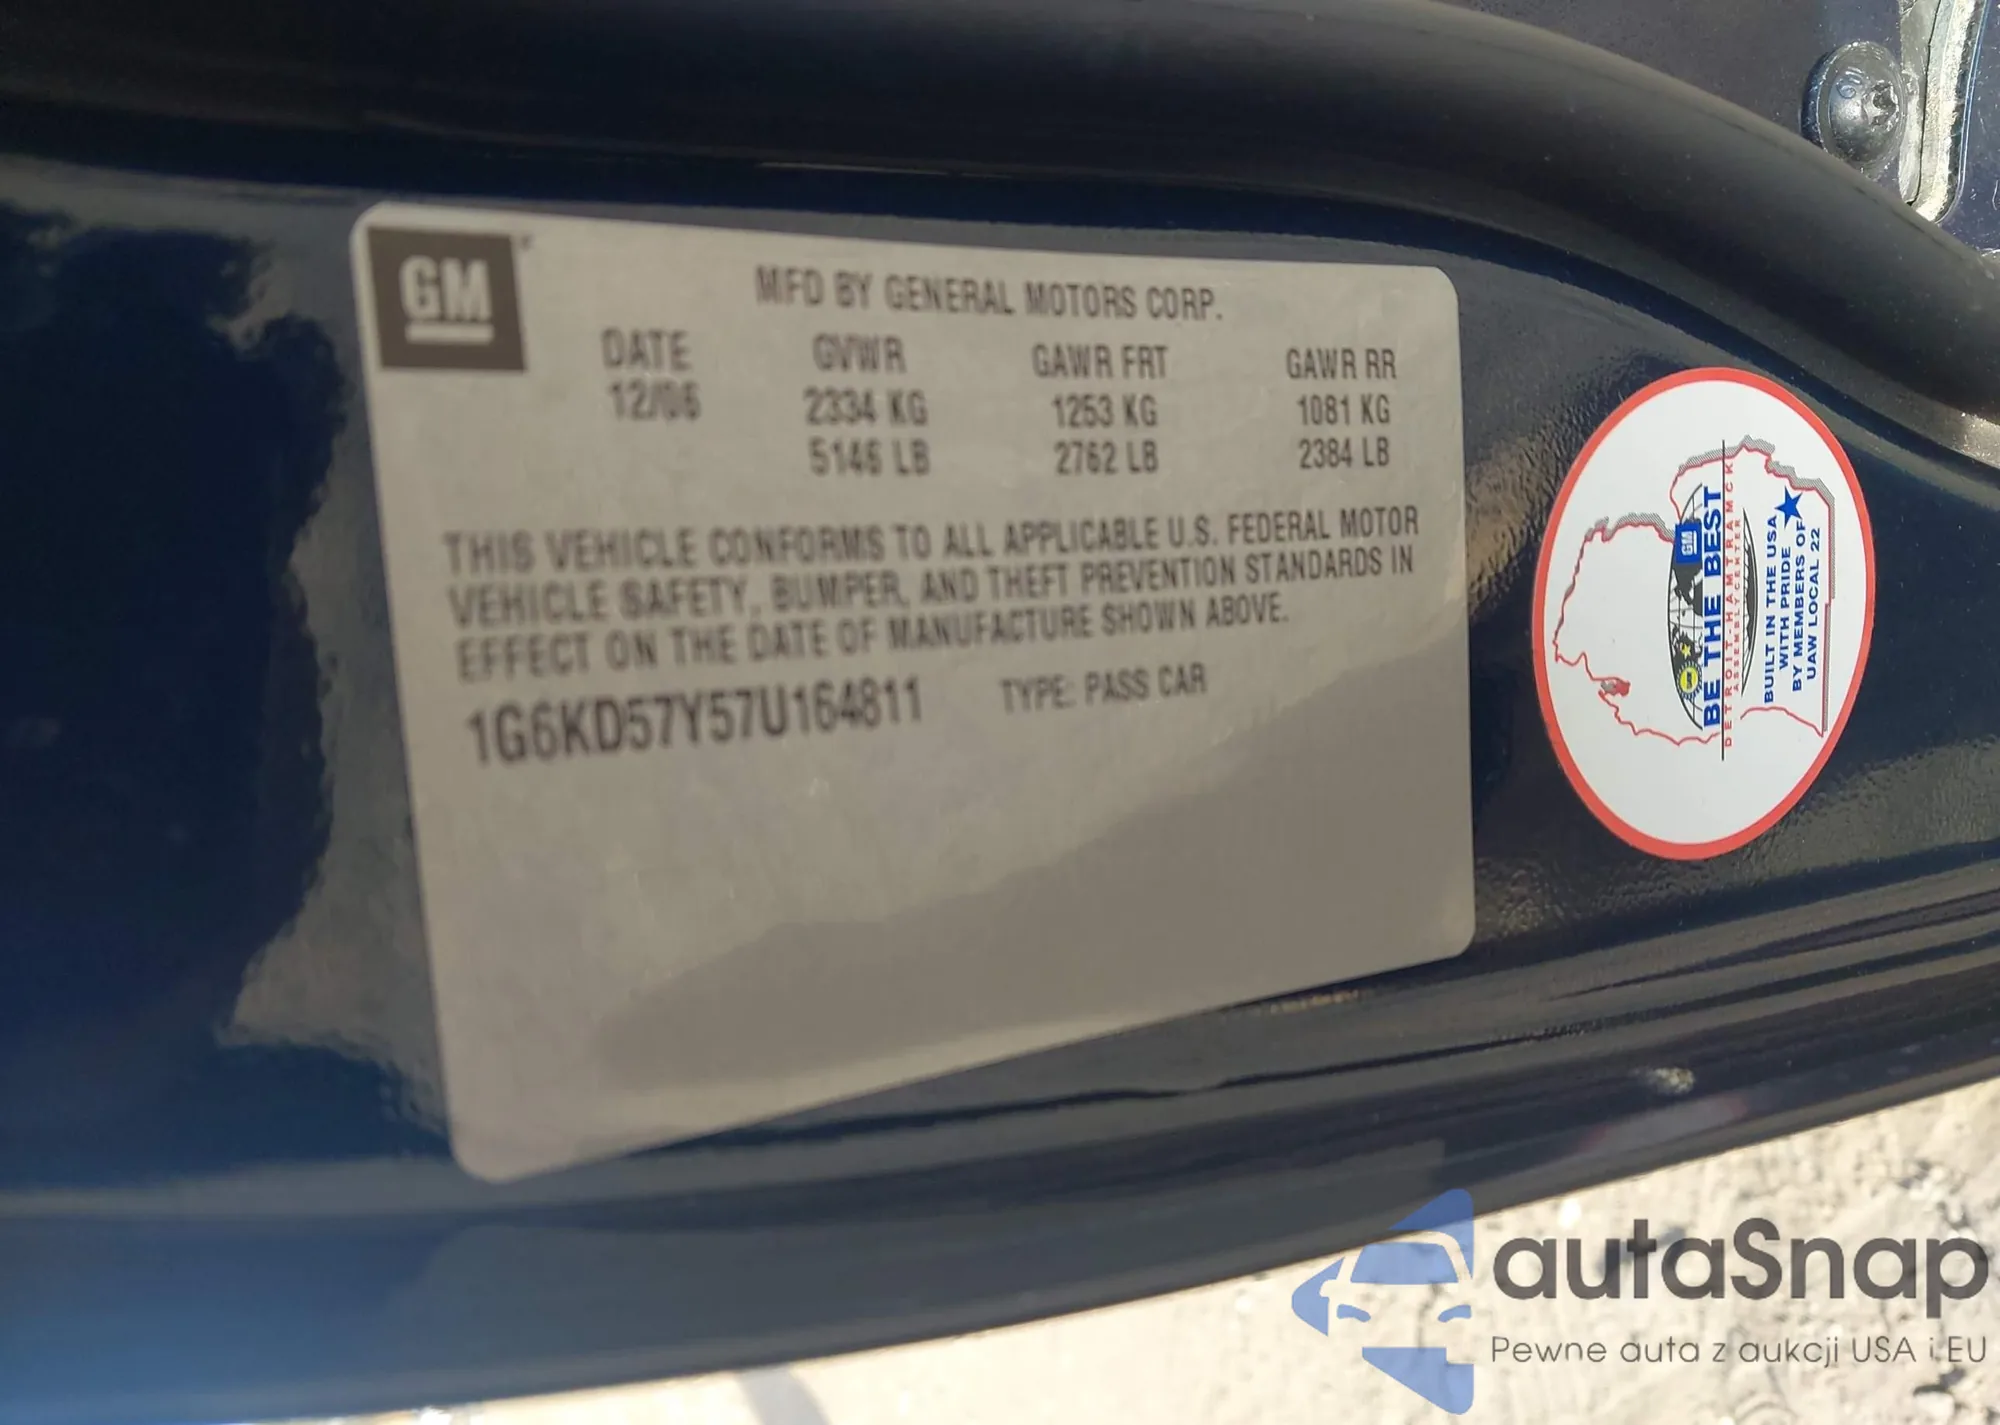 GM
MFD BY GENERAL MOTORS CORP.
DATE GVWR GAWR FRT GAWR RR
12/06 2334 KG 1253 KG 1081 KG
5146 LB 2762 LB 2384 LB
THIS VEHICLE CONFORMS TO ALL APPLICABLE U.S. FEDERAL MOTOR
VEHICLE SAFETY, BUMPER, AND THEFT PREVENTION STANDARDS IN
EFFECT ON THE DATE OF MANUFACTURE SHOWN ABOVE.
1G6KD57Y57U164811 TYPE: PASS CAR
GM
BE THE BEST
DETROIT-HAMTRAMCK
ASSEMBLY CENTER
BUILT IN THE USA
WITH PRIDE
BY MEMBERS OF
UAW LOCAL 22
autaSnap
Pewne auta z aukcji USA i EU